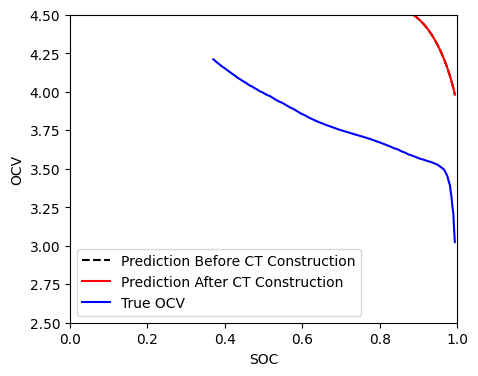 4.50
4.25
4.00
3.75
3.50
3.25
3.00
2.75
2.50
OCV
Prediction Before CT Construction
Prediction After CT Construction
True OCV
0.0 0.2 0.4 0.6 0.8 1.0
SOC